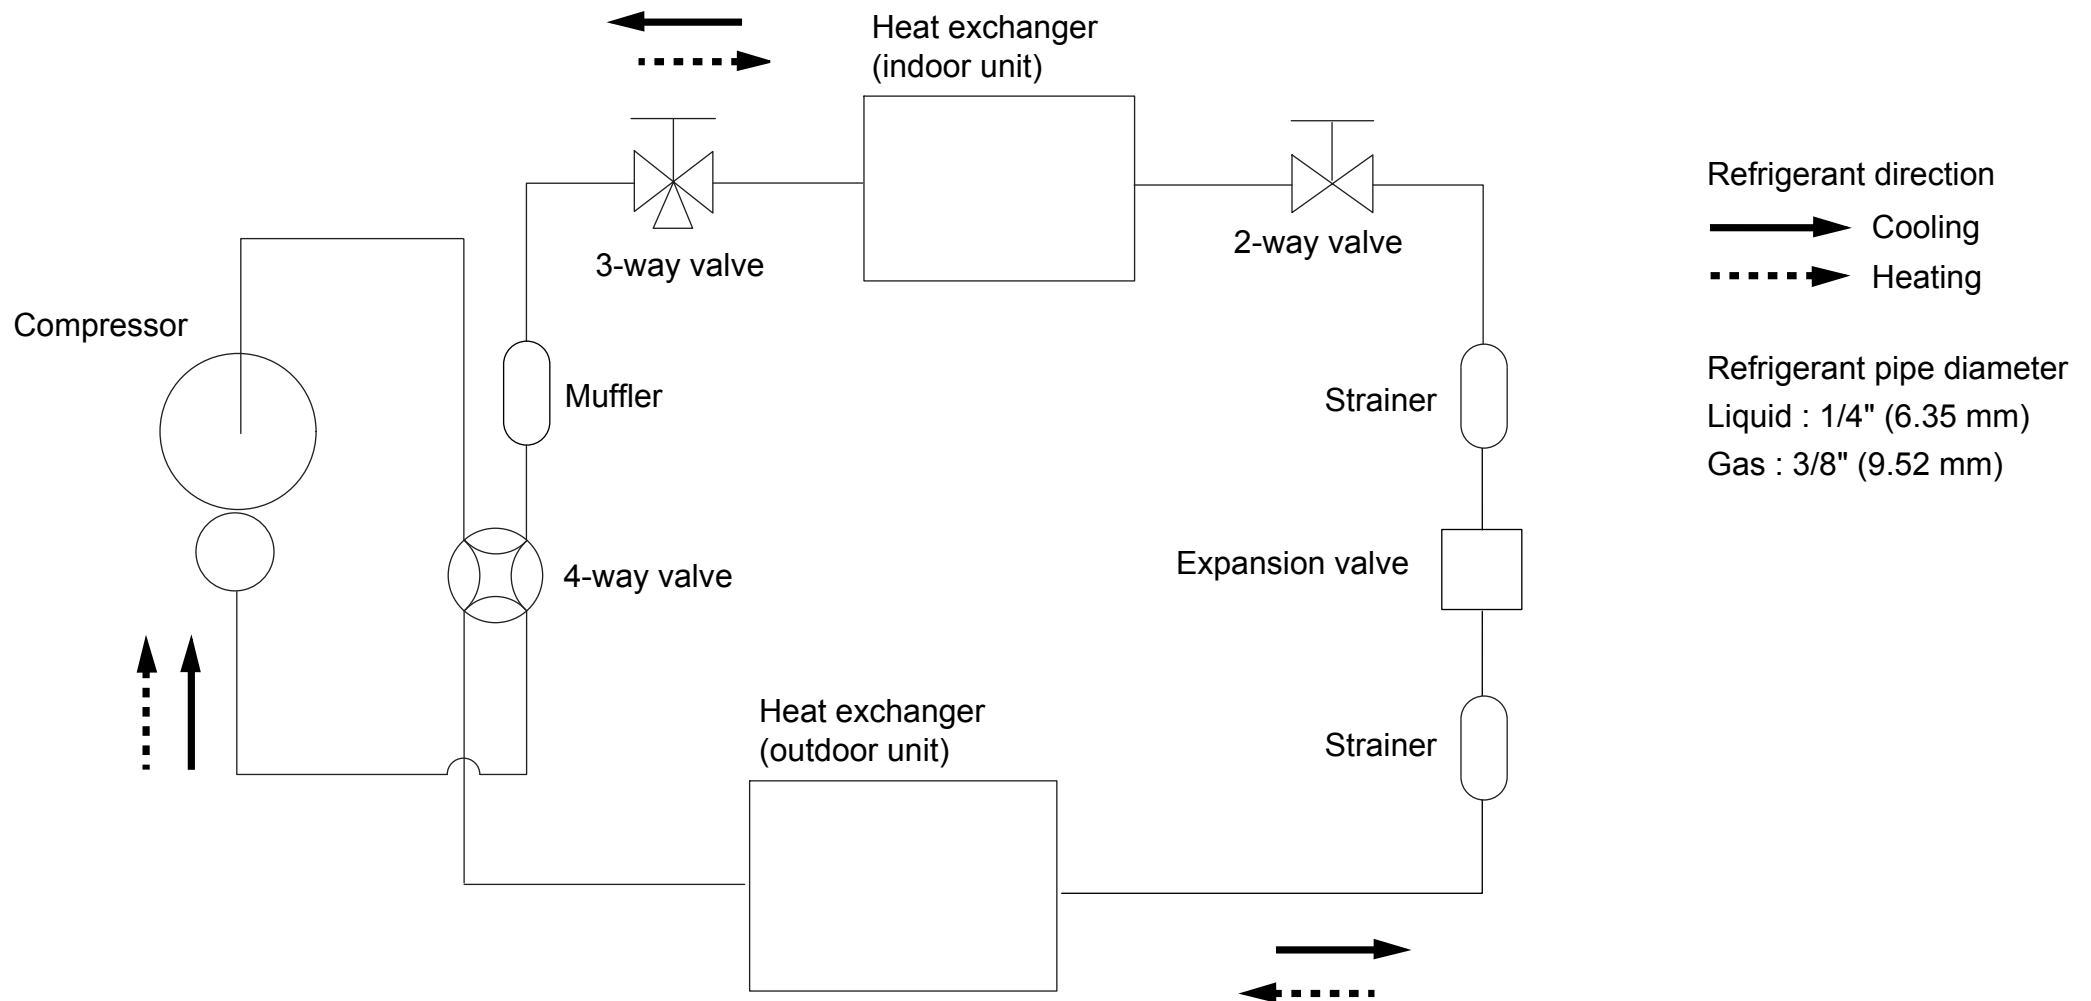 Heat exchanger
(indoor unit)
3-way valve
2-way valve
Refrigerant direction
Cooling
Heating
Compressor
Muffler
Strainer
Refrigerant pipe diameter
Liquid : 1/4" (6.35 mm)
Gas : 3/8" (9.52 mm)
4-way valve
Expansion valve
Heat exchanger
(outdoor unit)
Strainer